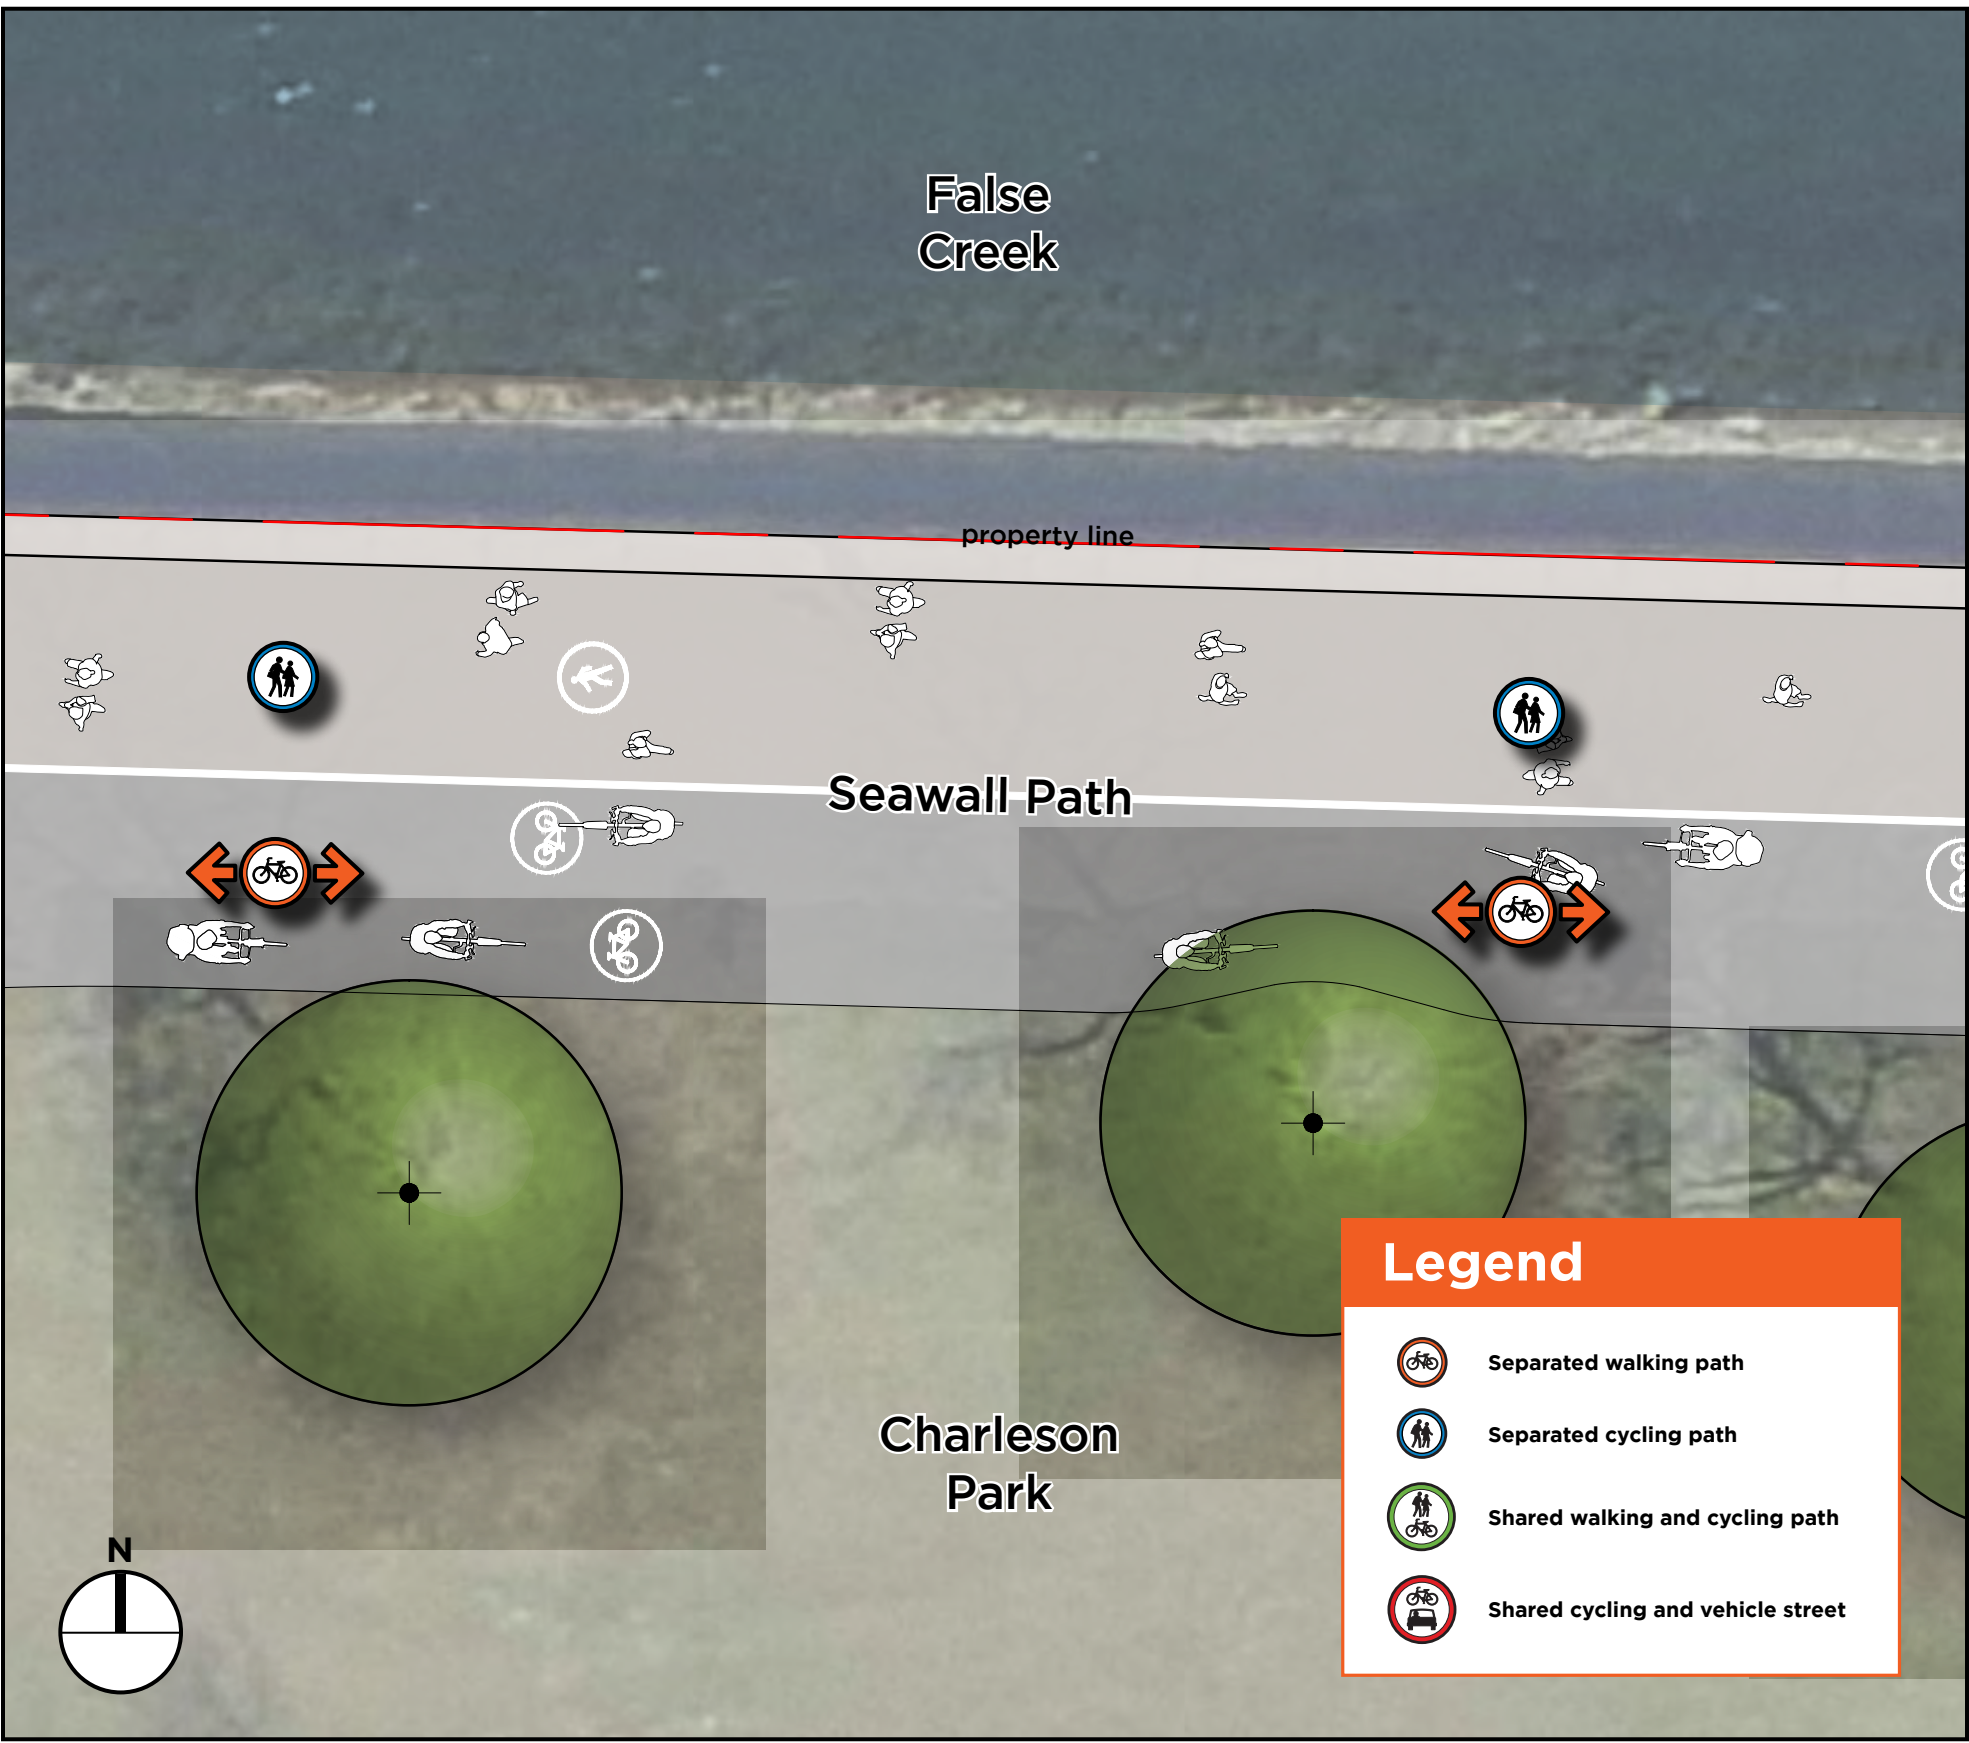 False
Creek
property line
Seawall Path
Charleson
Park
N
Legend
Separated walking path
Separated cycling path
Shared walking and cycling path
Shared cycling and vehicle street